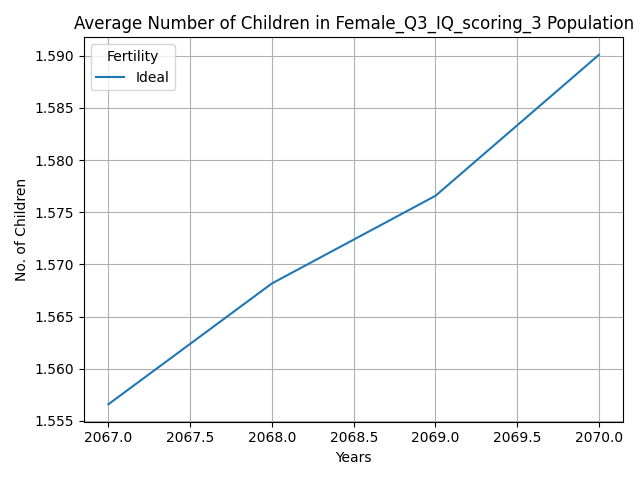 Average Number of Children in Female_Q3_IQ_scoring_3 Population
Fertility
Ideal
No. of Children
1.590
1.585
1.580
1.575
1.570
1.565
1.560
1.555
2067.0 2067.5 2068.0 2068.5 2069.0 2069.5 2070.0
Years